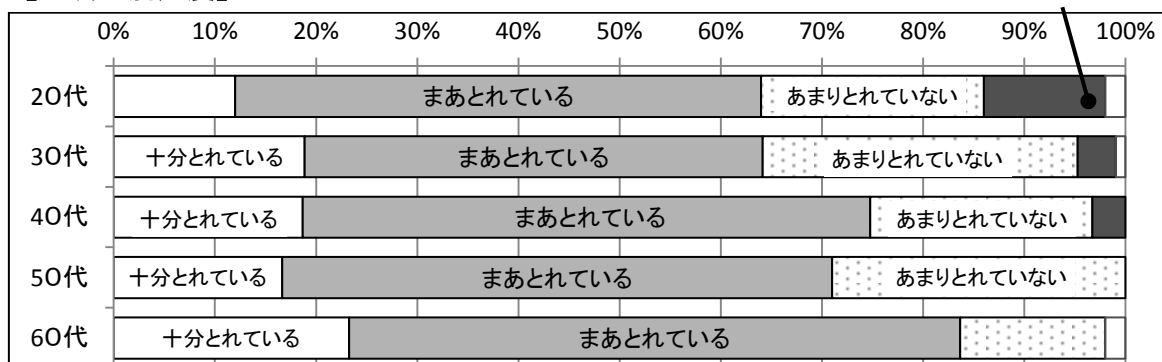 0% 10% 20% 30% 40% 50% 60% 70% 80% 90% 100%
20代 まあとれている あまりとれていない
30代 十分とれている まあとれている あまりとれていない
40代 十分とれている まあとれている あまりとれていない
50代 十分とれている まあとれている あまりとれていない
60代 十分とれている まあとれている